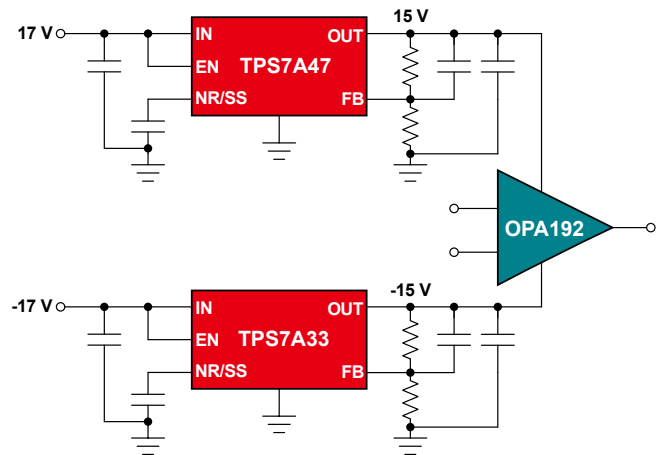 15 V
17 V
IN
OUT
TPS7A47
EN
NR/SS
FB
OPA192
-15 V
-17 V
IN
OUT
TPS7A33
EN
NR/SS
FB